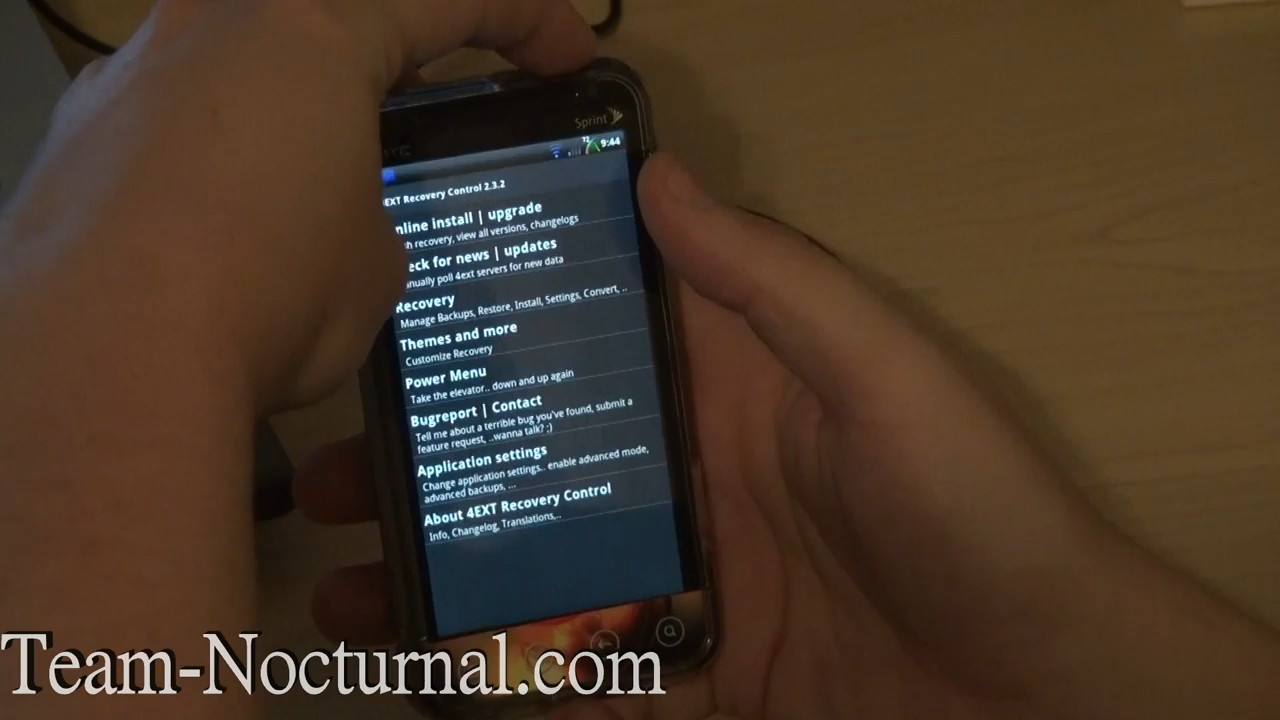 Sprint
72
9:44
4EXT Recovery Control 2.3.2
nline install | upgrade
h recovery, view all versions, changelogs
eck for news | updates
nually poll 4ext servers for new data
Recovery
Manage Backups, Restore, Install, Settings, Convert, ..
Themes and more
Customize Recovery
Power Menu
Take the elevator.. down and up again
Bugreport | Contact
Tell me about a terrible bug you've found, submit a
feature request, ..wanna talk? ;)
Application settings
Change application settings.. enable advanced mode,
advanced backups, ...
About 4EXT Recovery Control
Info, Changelog, Translations,..
Team-Nocturnal.com